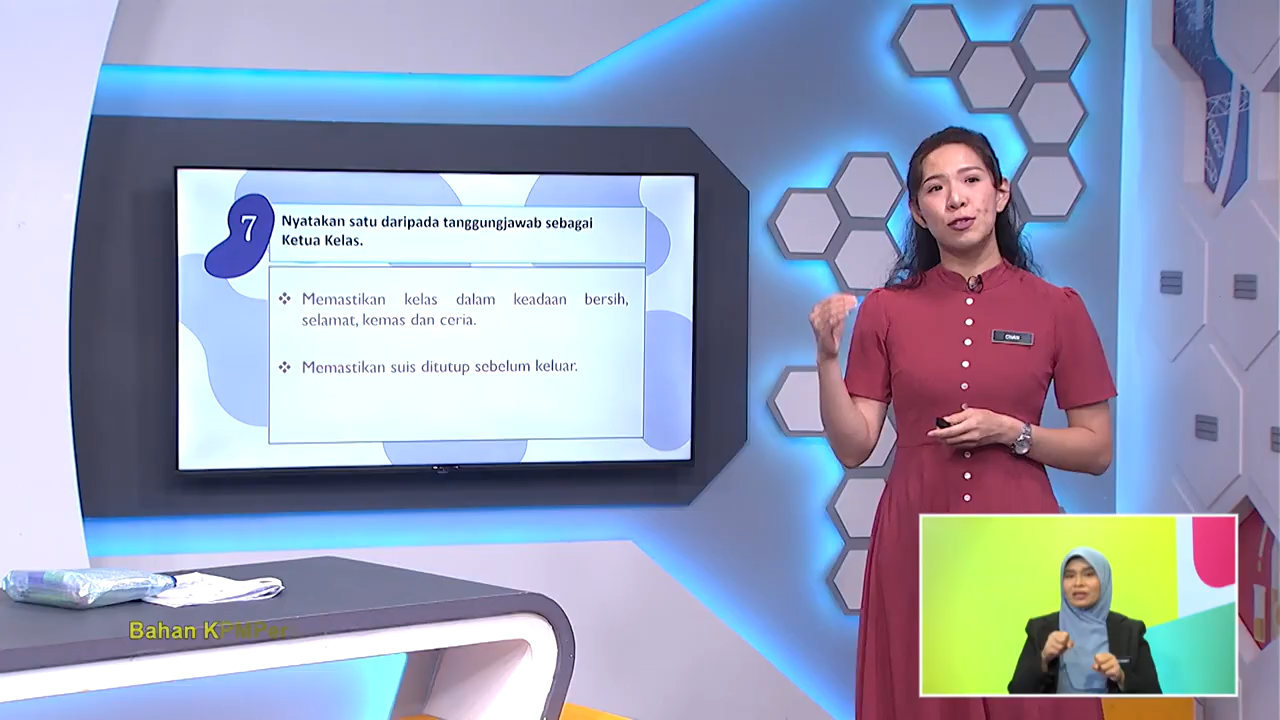 7
Nyatakan satu daripada tanggungjawab sebagai
Ketua Kelas.
❖ Memastikan kelas dalam keadaan bersih,
selamat, kemas dan ceria.
❖ Memastikan suis ditutup sebelum keluar.
CHAN
Bahan KPMPer